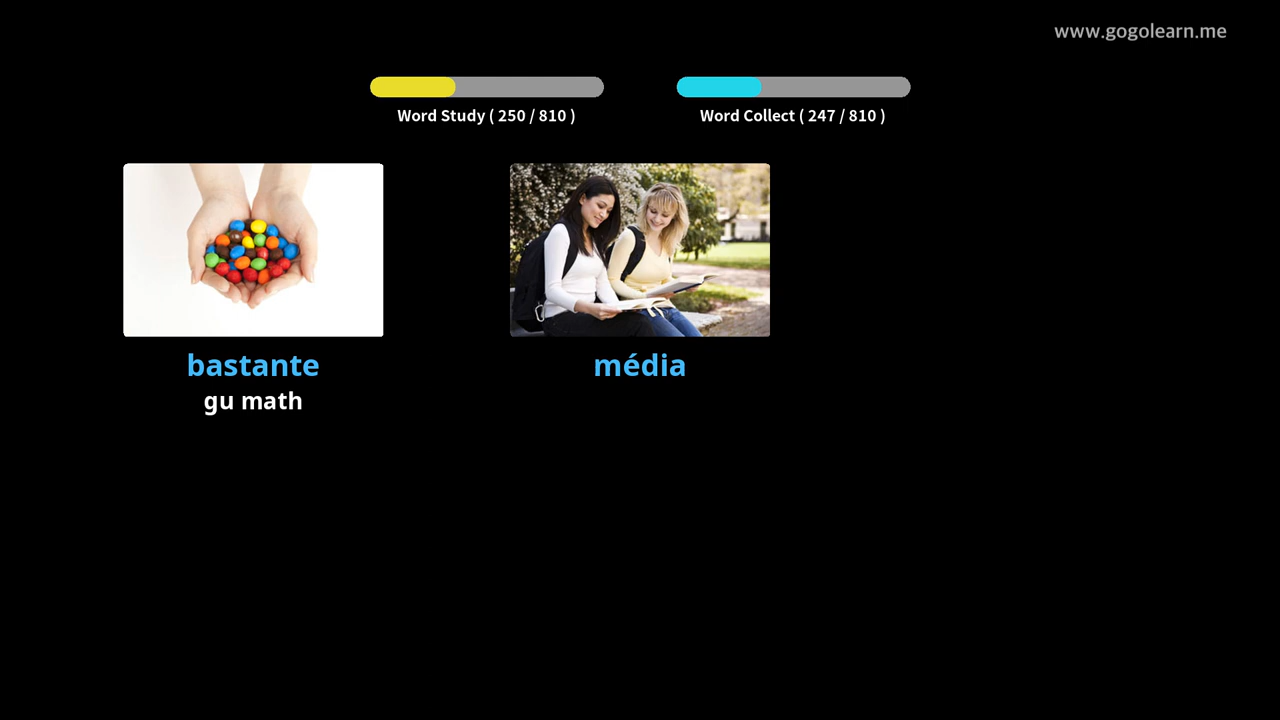 www.gogolearn.me
Word Study ( 250 / 810 )
Word Collect ( 247 / 810 )
bastante
gu math
média